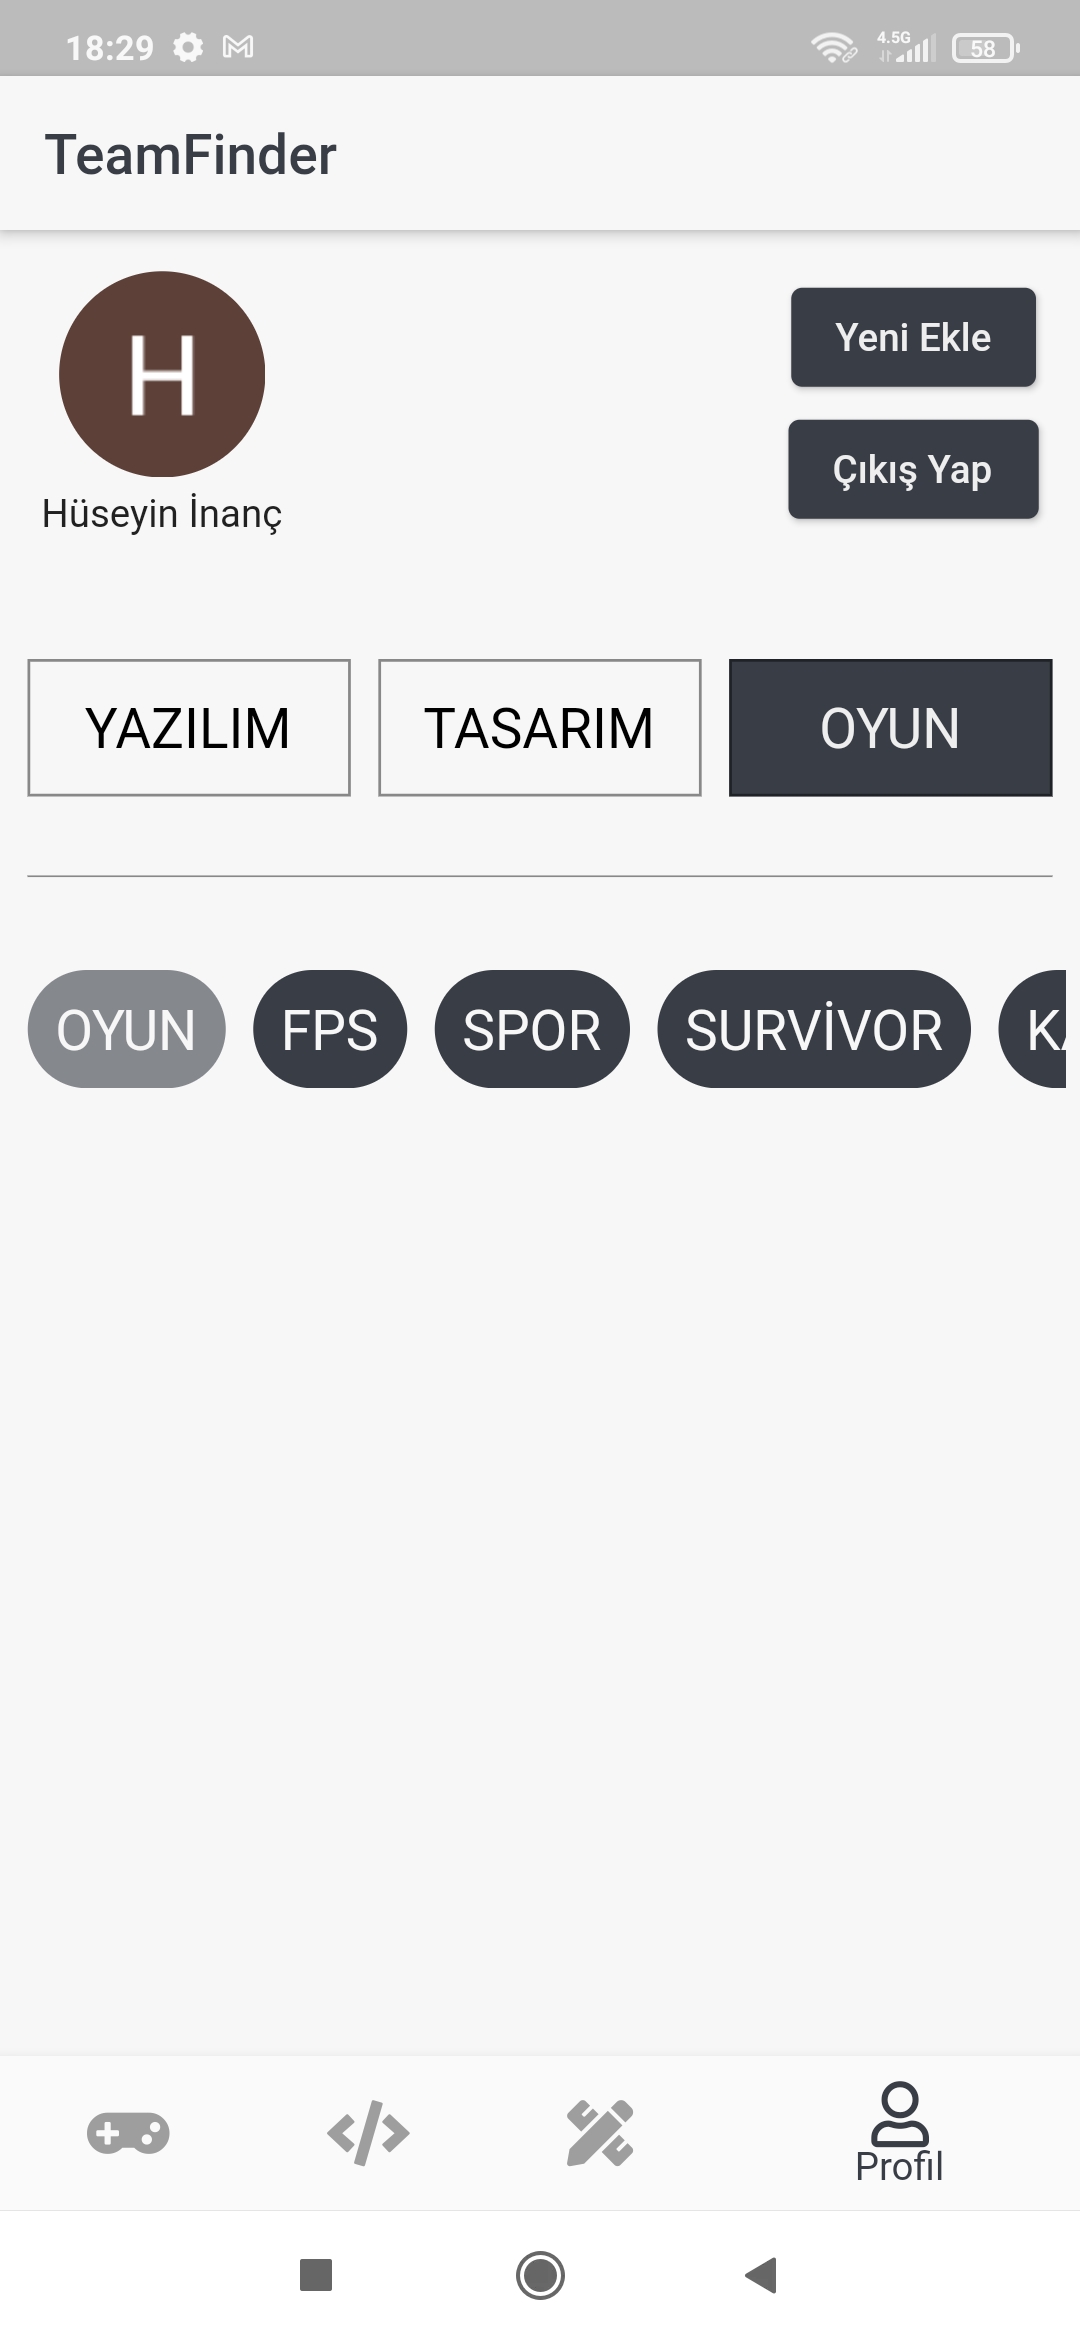 18:29 4.5G 58
TeamFinder
H
Hüseyin İnanç
Yeni Ekle
Çıkış Yap
YAZILIM TASARIM OYUN
OYUN FPS SPOR SURVİVOR
Profil